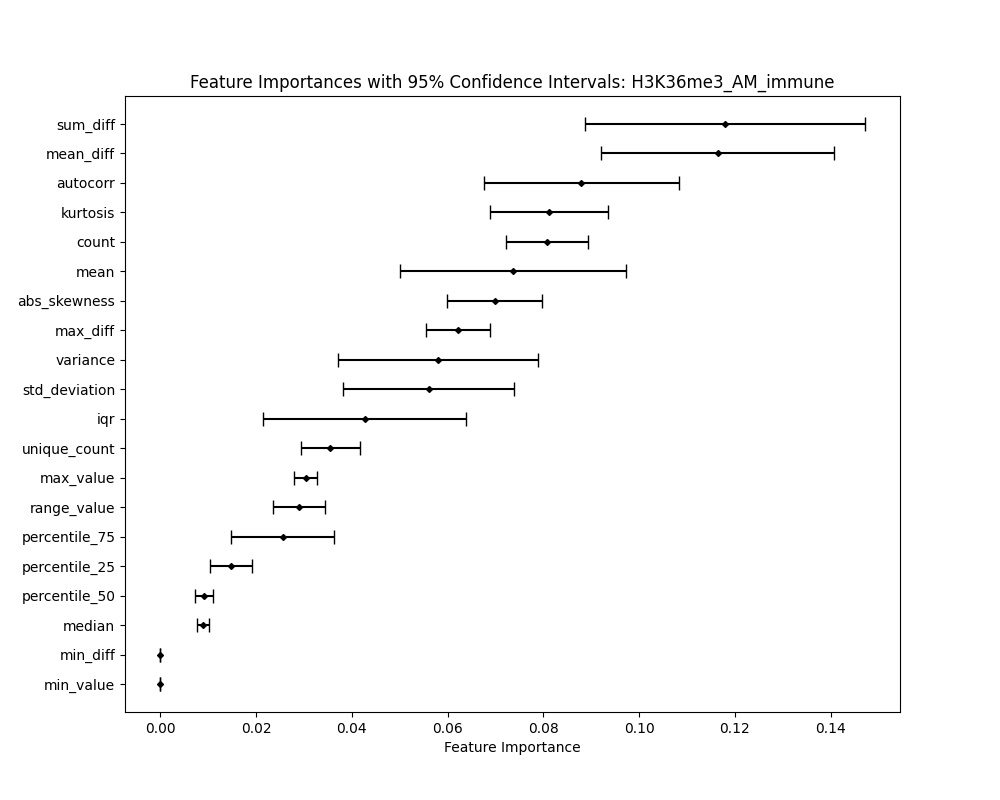 Feature Importances with 95% Confidence Intervals: H3K36me3_AM_immune
sum_diff
mean_diff
autocorr
kurtosis
count
mean
abs_skewness
max_diff
variance
std_deviation
iqr
unique_count
max_value
range_value
percentile_75
percentile_25
percentile_50
median
min_diff
min_value
0.00 0.02 0.04 0.06 0.08 0.10 0.12 0.14
Feature Importance